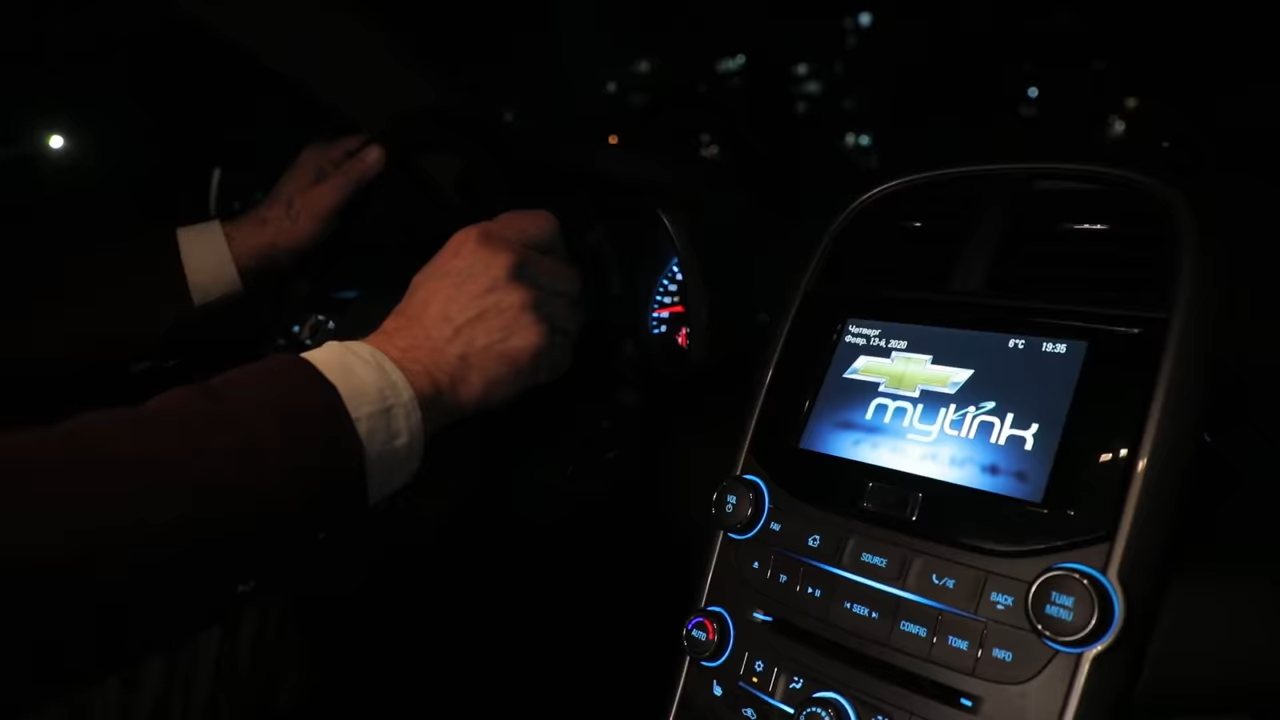 Четверг
Февр. 13-й, 2020
6°C 19:35
mylink
VOL
FAV
SOURCE
BACK
TUNE
MENU
TP
SEEK
CONFIG
TONE
INFO
AUTO